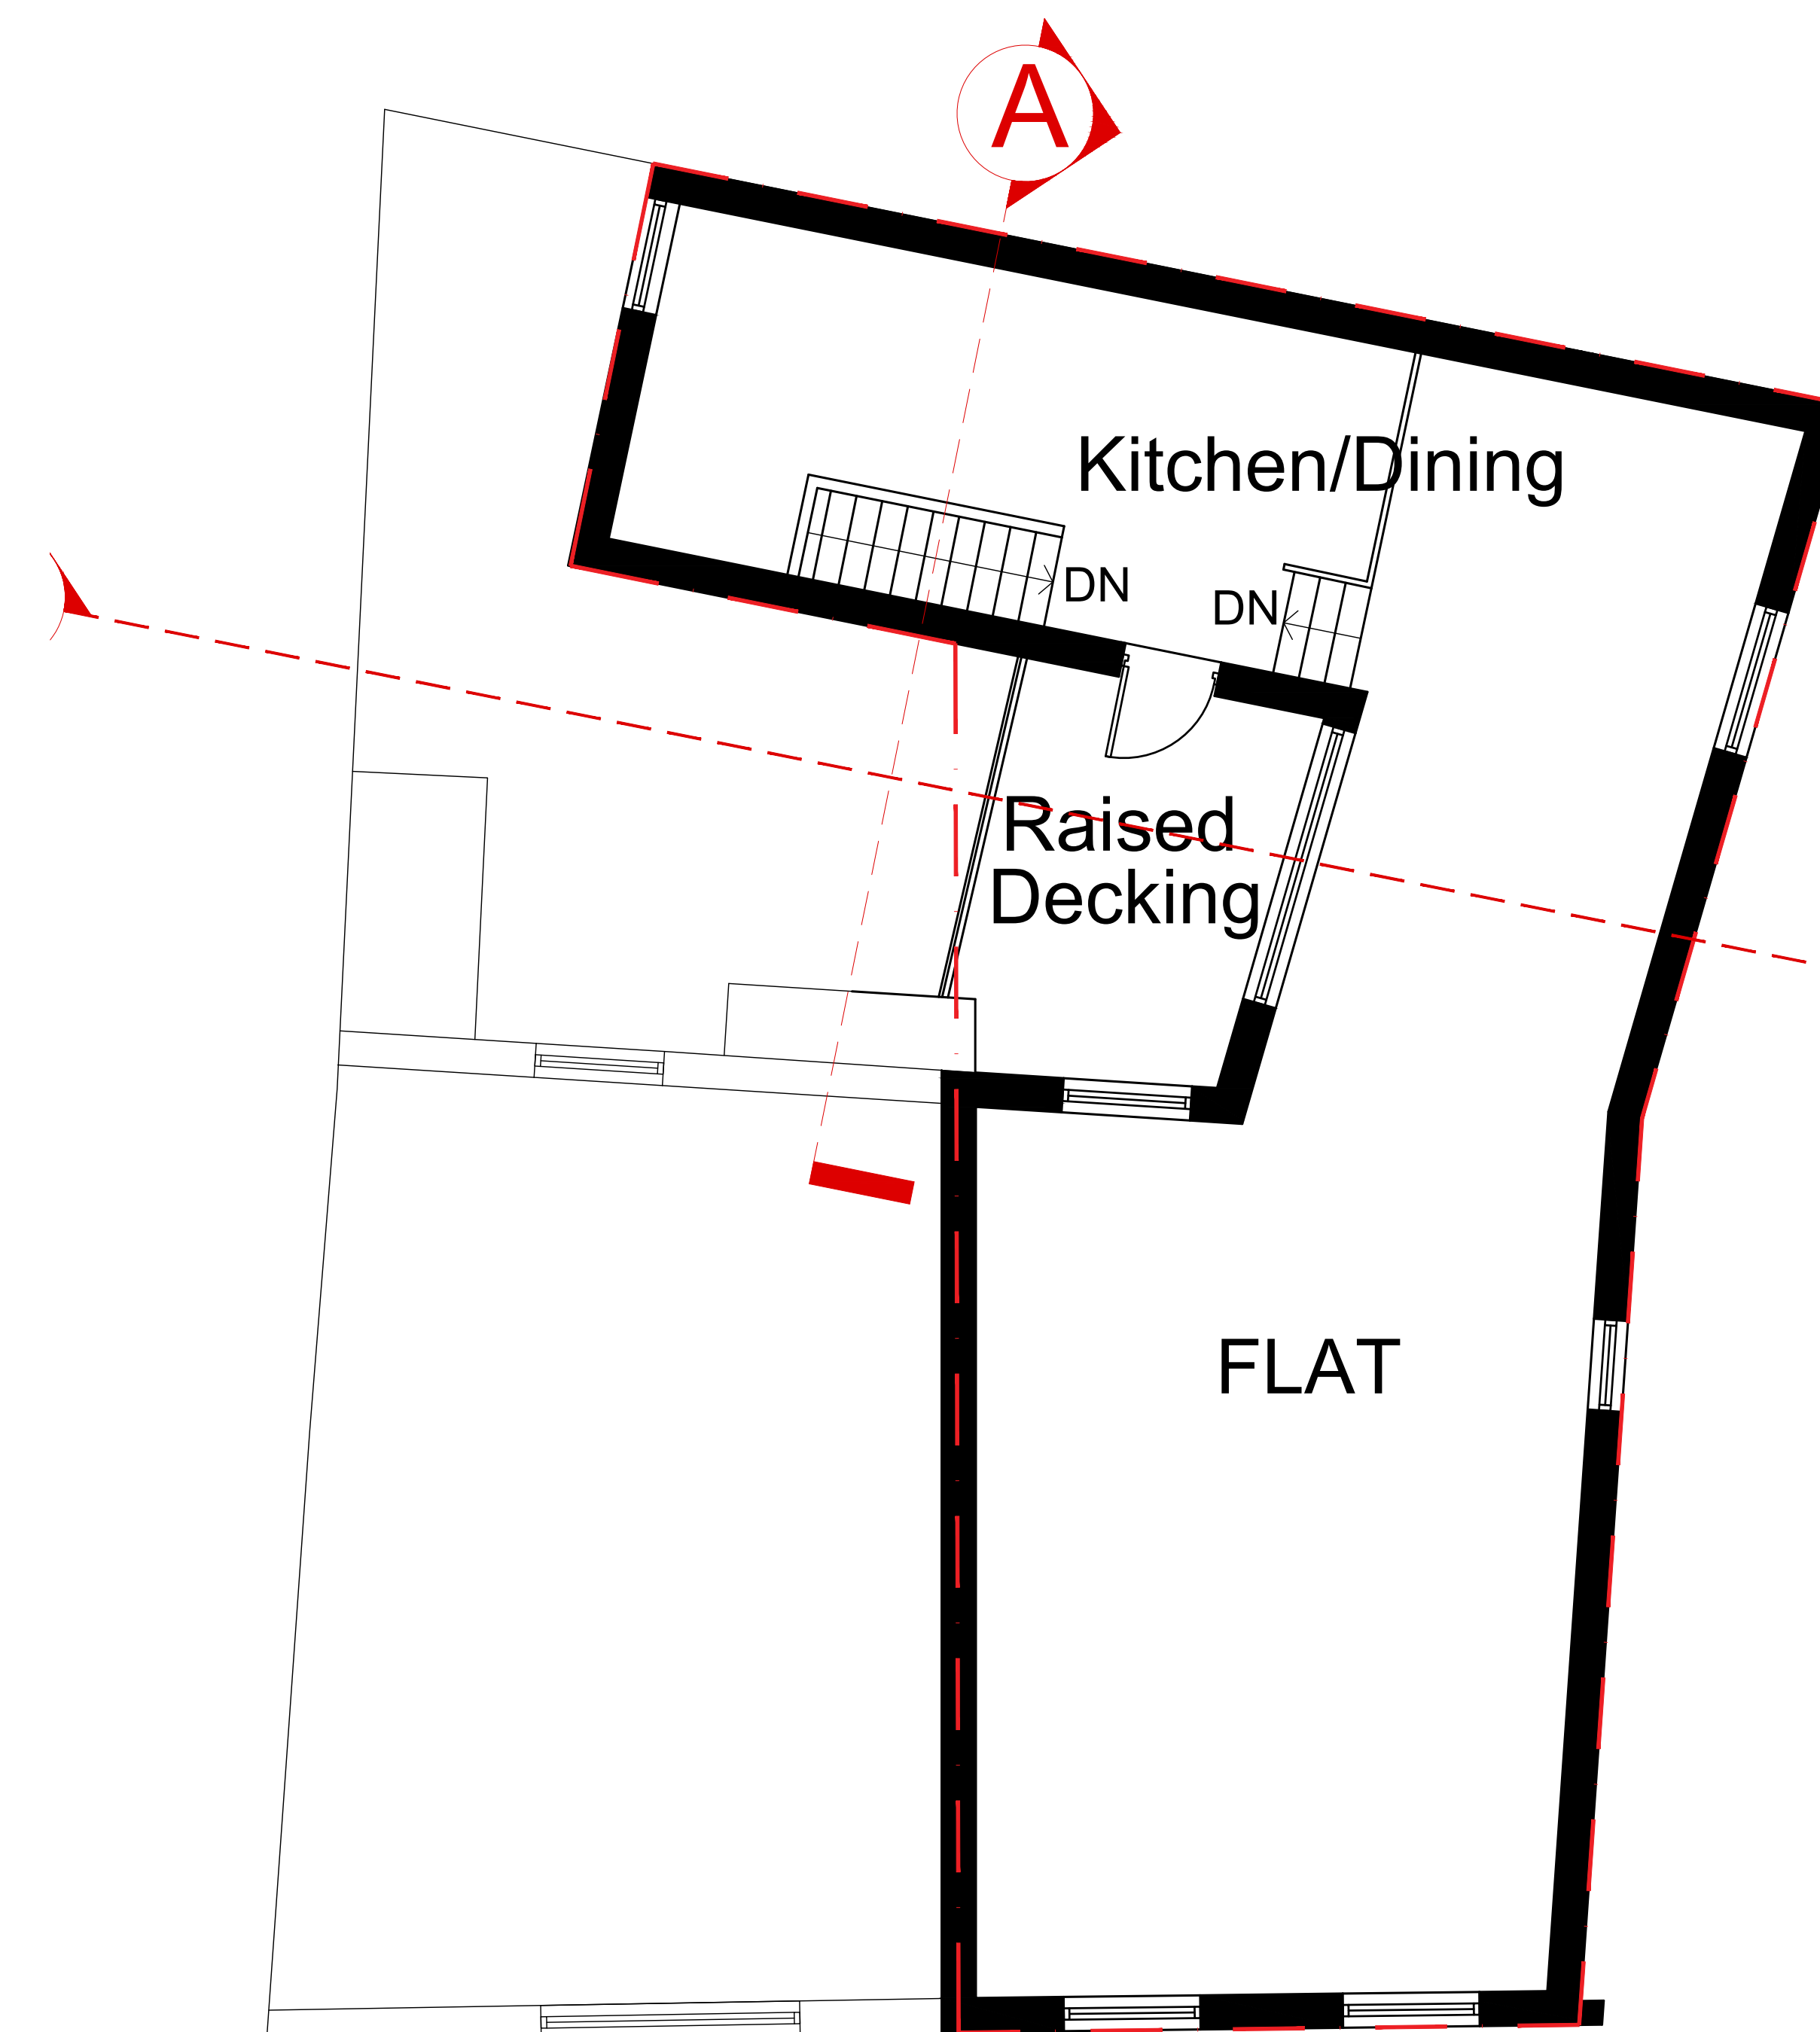 A
Kitchen/Dining
DN
DN
Raised
Decking
FLAT